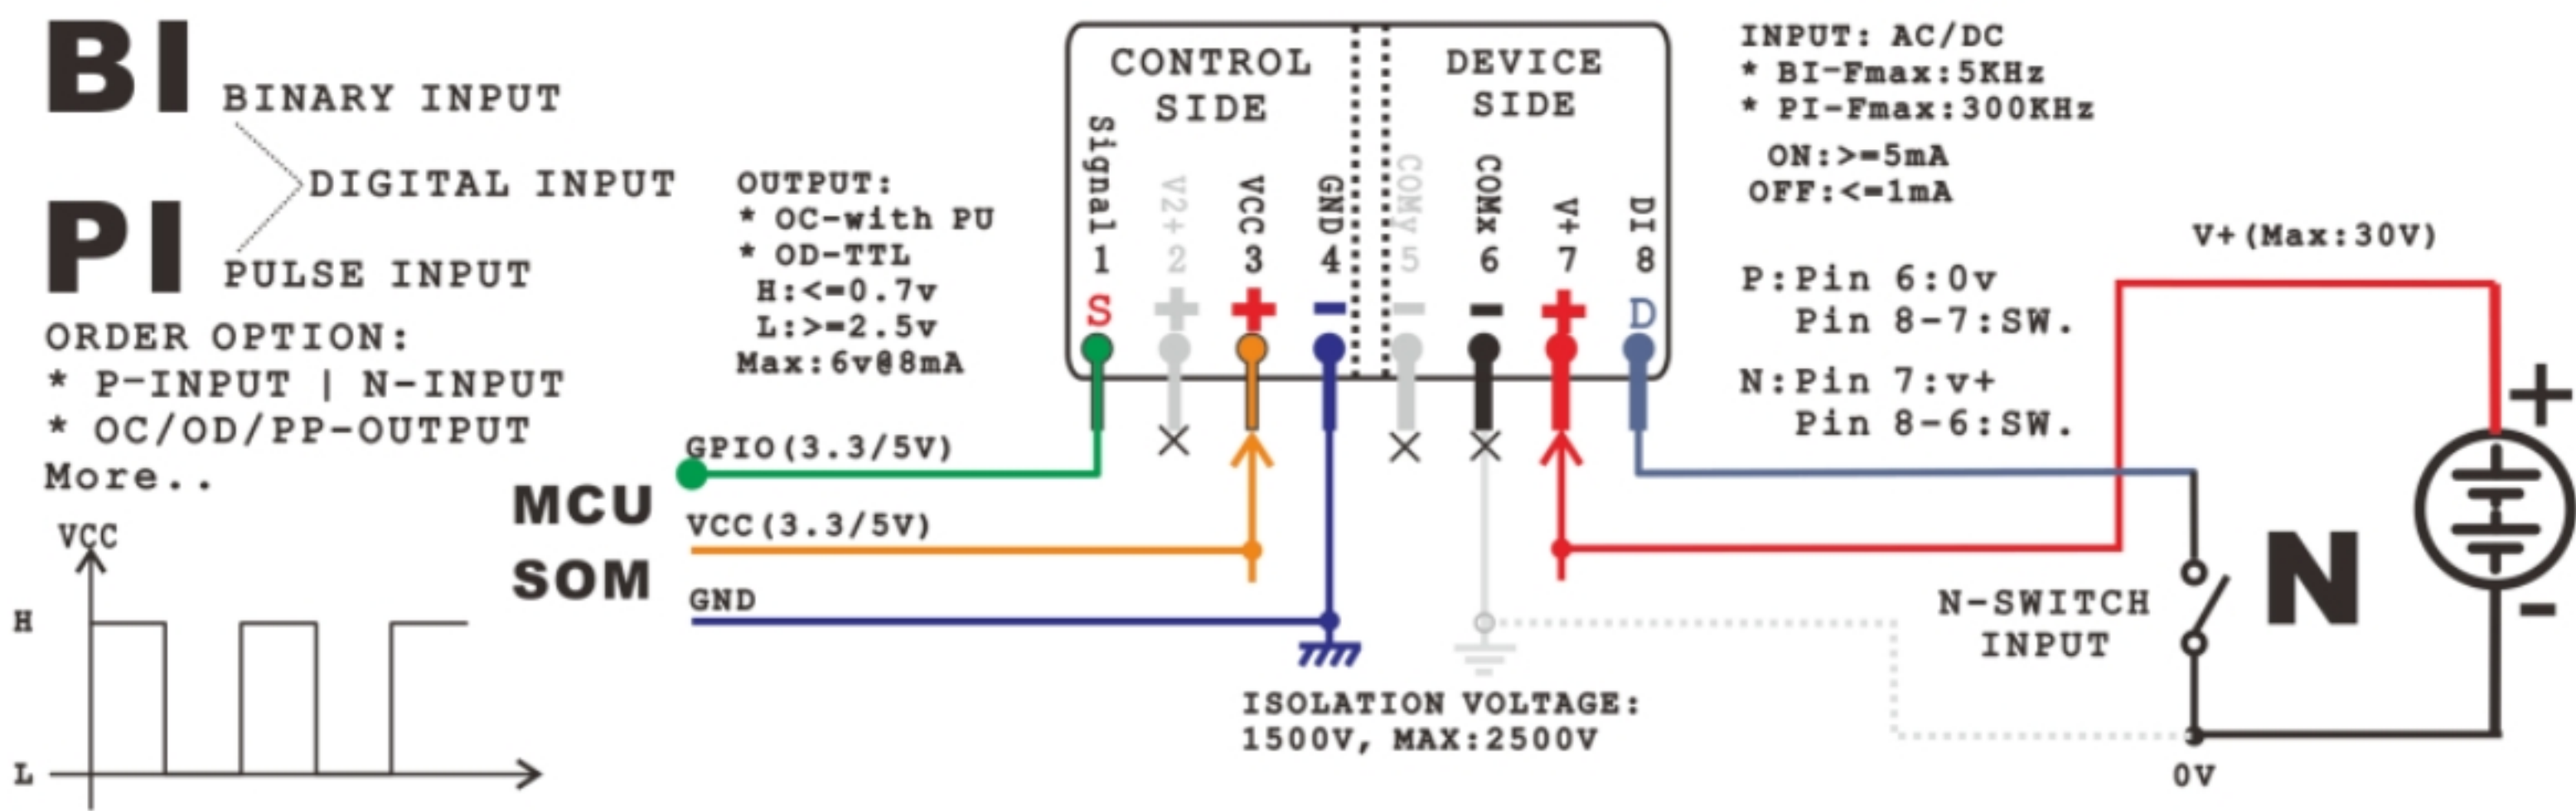 BI BINARY INPUT
DIGITAL INPUT
PI PULSE INPUT
ORDER OPTION:
* P-INPUT | N-INPUT
* OC/OD/PP-OUTPUT
More..
VCC
H
L
OUTPUT:
* OC-with PU
* OD-TTL
H:<=0.7v
L:>=2.5v
Max:6v@8mA
MCU
SOM
GPIO(3.3/5V)
VCC(3.3/5V)
GND
CONTROL
SIDE
DEVICE
SIDE
Signal 1 S
V2+ 2 +
VCC 3 +
GND 4 -
COMy 5 -
COMx 6 -
V+ 7 +
DI 8 D
ISOLATION VOLTAGE:
1500V, MAX:2500V
INPUT: AC/DC
* BI-Fmax:5KHz
* PI-Fmax:300KHz
ON:>=5mA
OFF:<=1mA
P:Pin 6:0v
Pin 8-7:SW.
N:Pin 7:v+
Pin 8-6:SW.
V+(Max:30V)
+
-
N-SWITCH
INPUT
N
0V